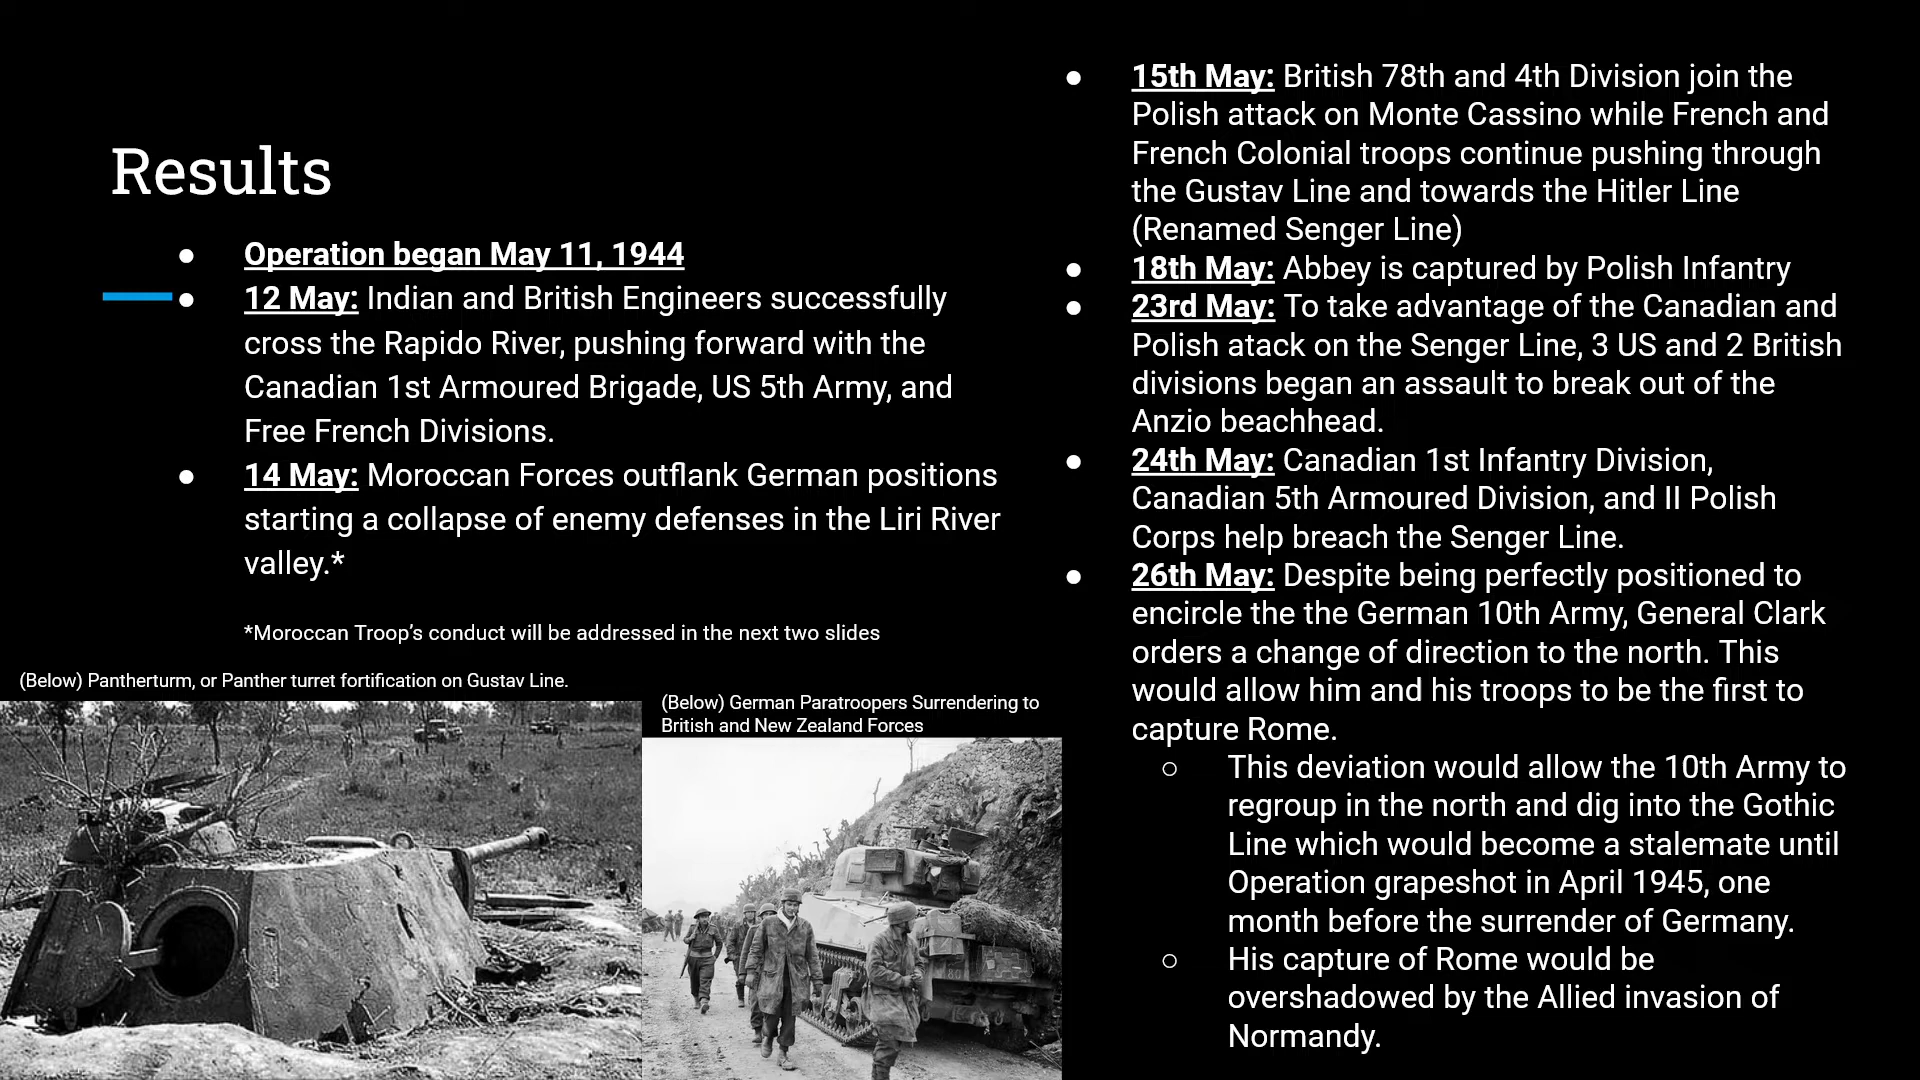 Results
● Operation began May 11, 1944
● 12 May: Indian and British Engineers successfully
cross the Rapido River, pushing forward with the
Canadian 1st Armoured Brigade, US 5th Army, and
Free French Divisions.
● 14 May: Moroccan Forces outflank German positions
starting a collapse of enemy defenses in the Liri River
valley.*
*Moroccan Troop’s conduct will be addressed in the next two slides
(Below) Pantherturm, or Panther turret fortification on Gustav Line.
(Below) German Paratroopers Surrendering to
British and New Zealand Forces
● 15th May: British 78th and 4th Division join the
Polish attack on Monte Cassino while French and
French Colonial troops continue pushing through
the Gustav Line and towards the Hitler Line
(Renamed Senger Line)
● 18th May: Abbey is captured by Polish Infantry
● 23rd May: To take advantage of the Canadian and
Polish atack on the Senger Line, 3 US and 2 British
divisions began an assault to break out of the
Anzio beachhead.
● 24th May: Canadian 1st Infantry Division,
Canadian 5th Armoured Division, and II Polish
Corps help breach the Senger Line.
● 26th May: Despite being perfectly positioned to
encircle the the German 10th Army, General Clark
orders a change of direction to the north. This
would allow him and his troops to be the first to
capture Rome.
○ This deviation would allow the 10th Army to
regroup in the north and dig into the Gothic
Line which would become a stalemate until
Operation grapeshot in April 1945, one
month before the surrender of Germany.
○ His capture of Rome would be
overshadowed by the Allied invasion of
Normandy.